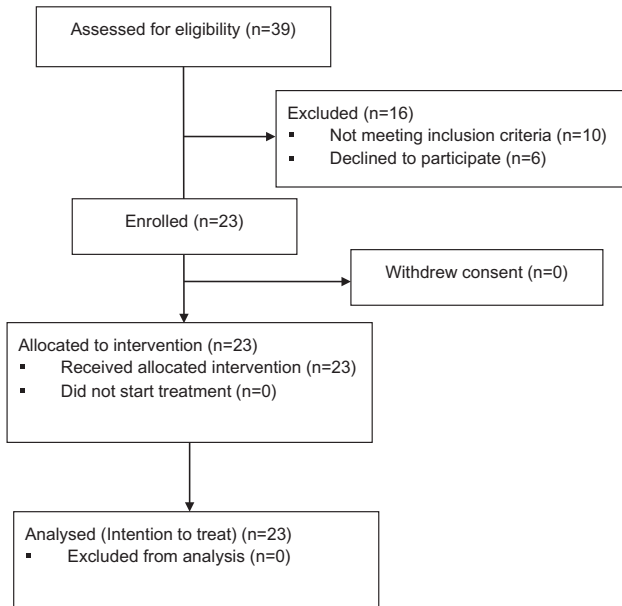 Assessed for eligibility (n=39)
Excluded (n=16)
▪ Not meeting inclusion criteria (n=10)
▪ Declined to participate (n=6)
Enrolled (n=23)
Withdrew consent (n=0)
Allocated to intervention (n=23)
▪ Received allocated intervention (n=23)
▪ Did not start treatment (n=0)
Analysed (Intention to treat) (n=23)
▪ Excluded from analysis (n=0)